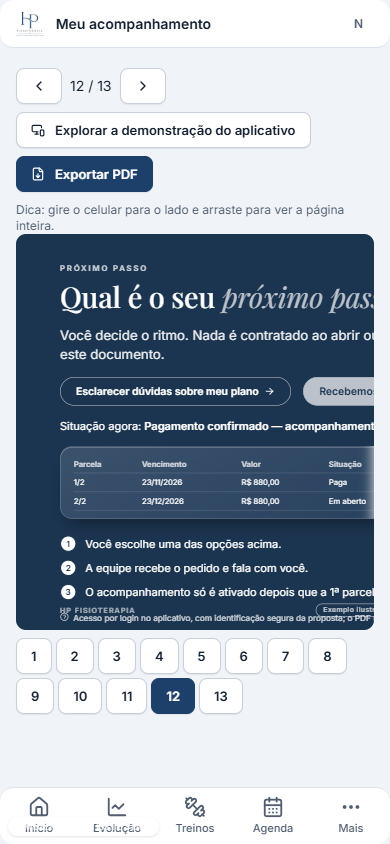 HP
FISIOTERAPIA
Meu acompanhamento
N
12 / 13
Explorar a demonstração do aplicativo
Exportar PDF
Dica: gire o celular para o lado e arraste para ver a página
inteira.
PRÓXIMO PASSO
Qual é o seu próximo pas
Você decide o ritmo. Nada é contratado ao abrir ou
este documento.
Esclarecer dúvidas sobre meu plano →
Recebemos
Situação agora: Pagamento confirmado — acompanhament
Parcela Vencimento Valor Situação
1/2 23/11/2026 R$ 880,00 Paga
2/2 23/12/2026 R$ 880,00 Em aberto
1 Você escolhe uma das opções acima.
2 A equipe recebe o pedido e fala com você.
3 O acompanhamento só é ativado depois que a 1ª parcel
HP FISIOTERAPIA
Exemplo ilustr
Acesso por login no aplicativo, com identificação segura da proposta; o PDF
1 2 3 4 5 6 7 8
9 10 11 12 13
Início Evolução Treinos Agenda Mais